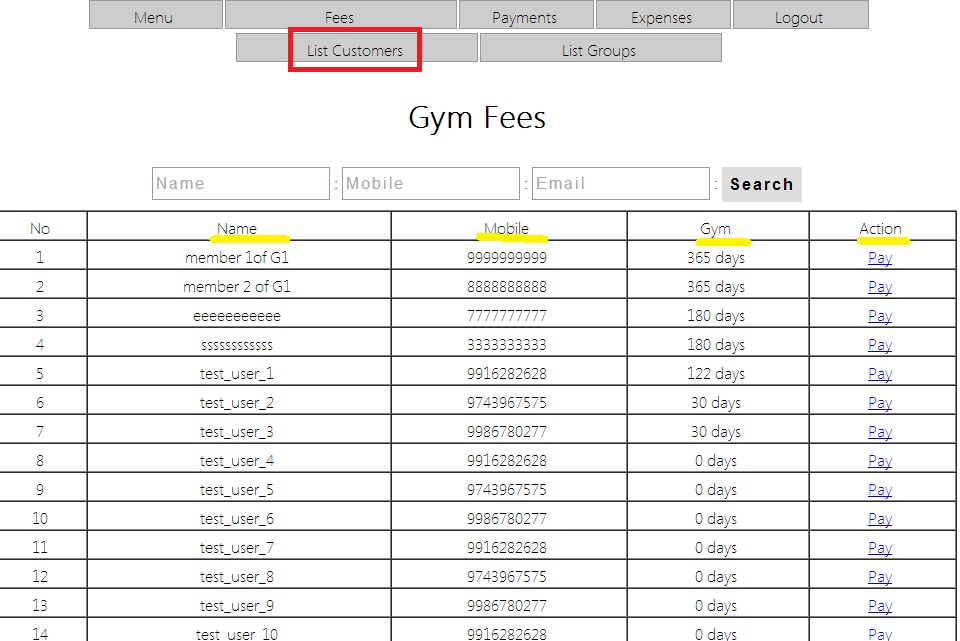 Menu Fees Payments Expenses Logout
List Customers List Groups
Gym Fees
Name : Mobile : Email : Search
No Name Mobile Gym Action
1 member 1of G1 9999999999 365 days Pay
2 member 2 of G1 8888888888 365 days Pay
3 eeeeeeeeeee 7777777777 180 days Pay
4 ssssssssssss 3333333333 180 days Pay
5 test_user_1 9916282628 122 days Pay
6 test_user_2 9743967575 30 days Pay
7 test_user_3 9986780277 30 days Pay
8 test_user_4 9916282628 0 days Pay
9 test_user_5 9743967575 0 days Pay
10 test_user_6 9986780277 0 days Pay
11 test_user_7 9916282628 0 days Pay
12 test_user_8 9743967575 0 days Pay
13 test_user_9 9986780277 0 days Pay
14 test_user_10 9916282628 0 days Pay